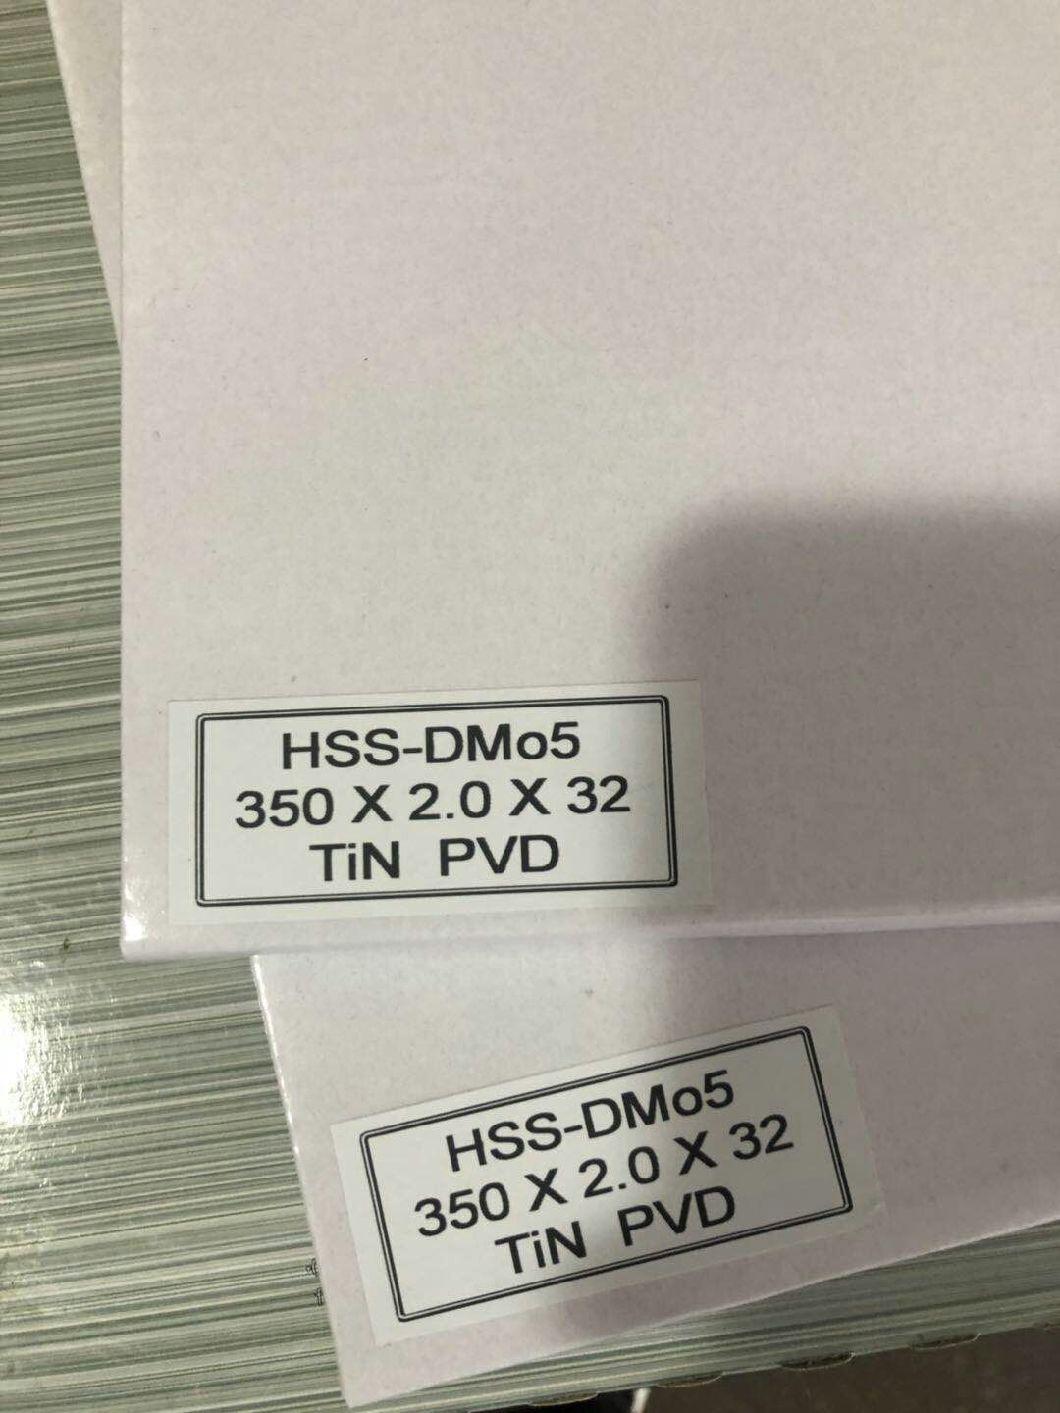 HSS-DMo5
350 X 2.0 X 32
TiN PVD
HSS-DMo5
350 X 2.0 X 32
TiN PVD